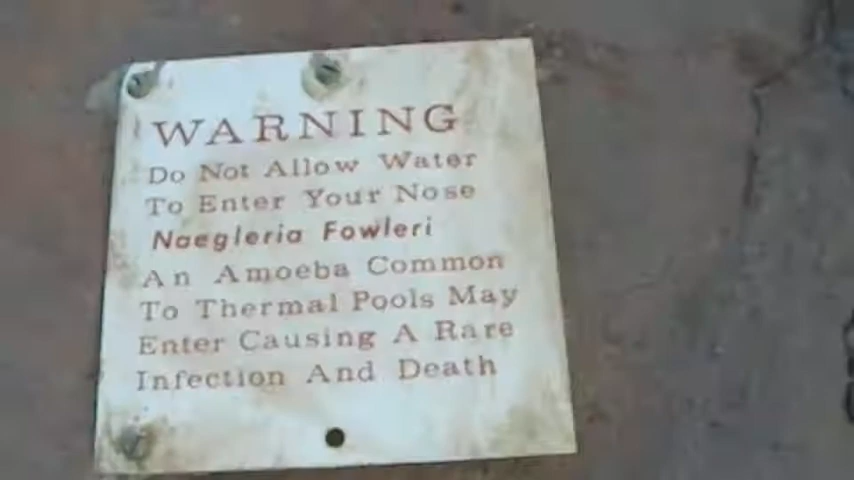 WARNING
Do Not Allow Water
To Enter Your Nose
Naegleria Fowleri
An Amoeba Common
To Thermal Pools May
Enter Causing A Rare
Infection And Death